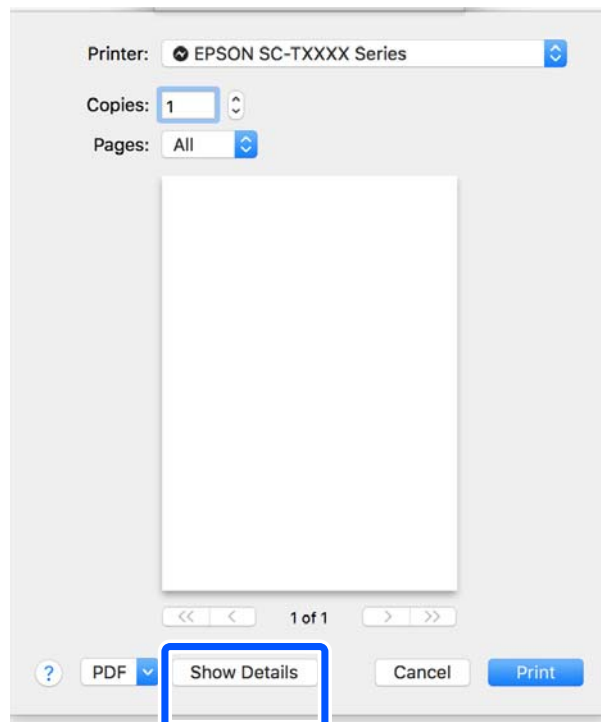 Printer: EPSON SC-TXXXX Series
Copies: 1
Pages: All
<< < 1 of 1 > >>
? PDF Show Details Cancel Print